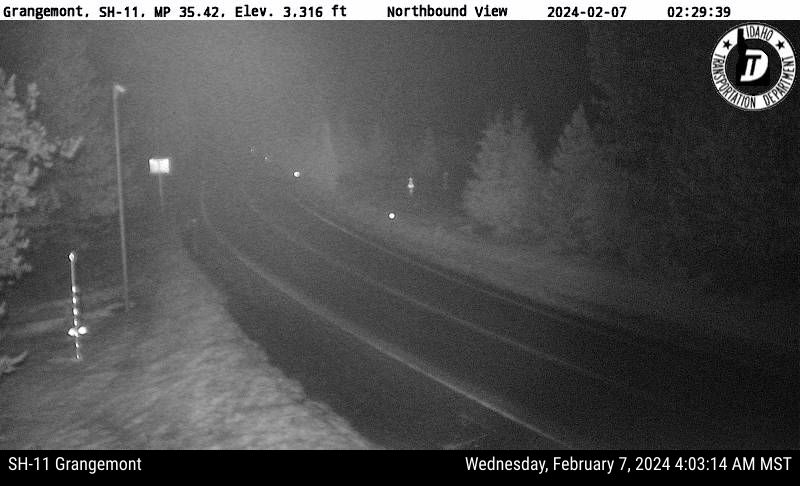 Grangemont, SH-11, MP 35.42, Elev. 3,316 ft Northbound View 2024-02-07 02:29:39
IDAHO
TRANSPORTATION DEPARTMENT
SH-11 Grangemont Wednesday, February 7, 2024 4:03:14 AM MST